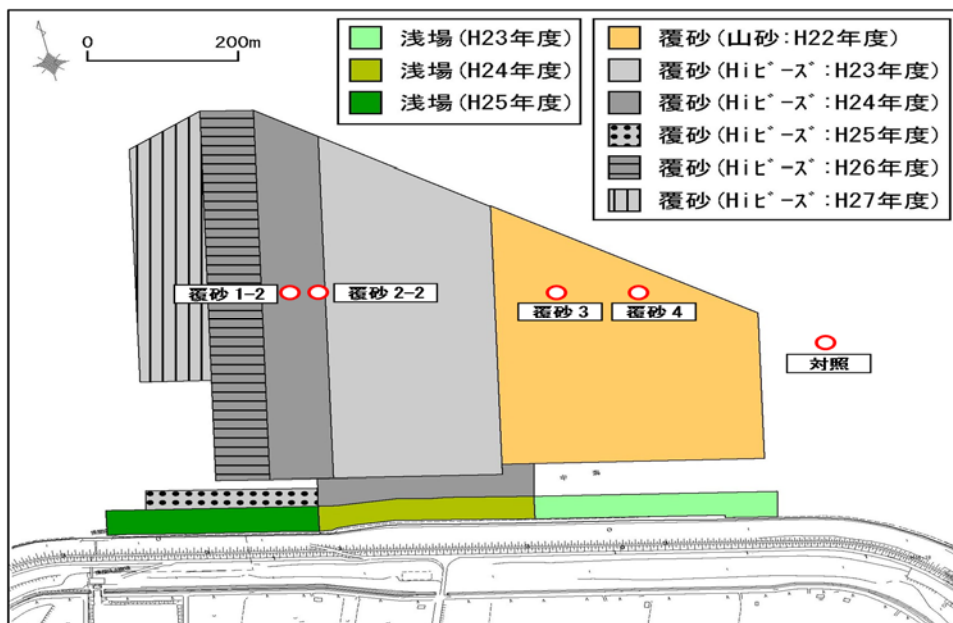 0
200m
浅場(H23年度)
浅場(H24年度)
浅場(H25年度)
覆砂(山砂:H22年度)
覆砂(Hiビーズ:H23年度)
覆砂(Hiビーズ:H24年度)
覆砂(Hiビーズ:H25年度)
覆砂(Hiビーズ:H26年度)
覆砂(Hiビーズ:H27年度)
覆砂1-2
覆砂2-2
覆砂3
覆砂4
対照